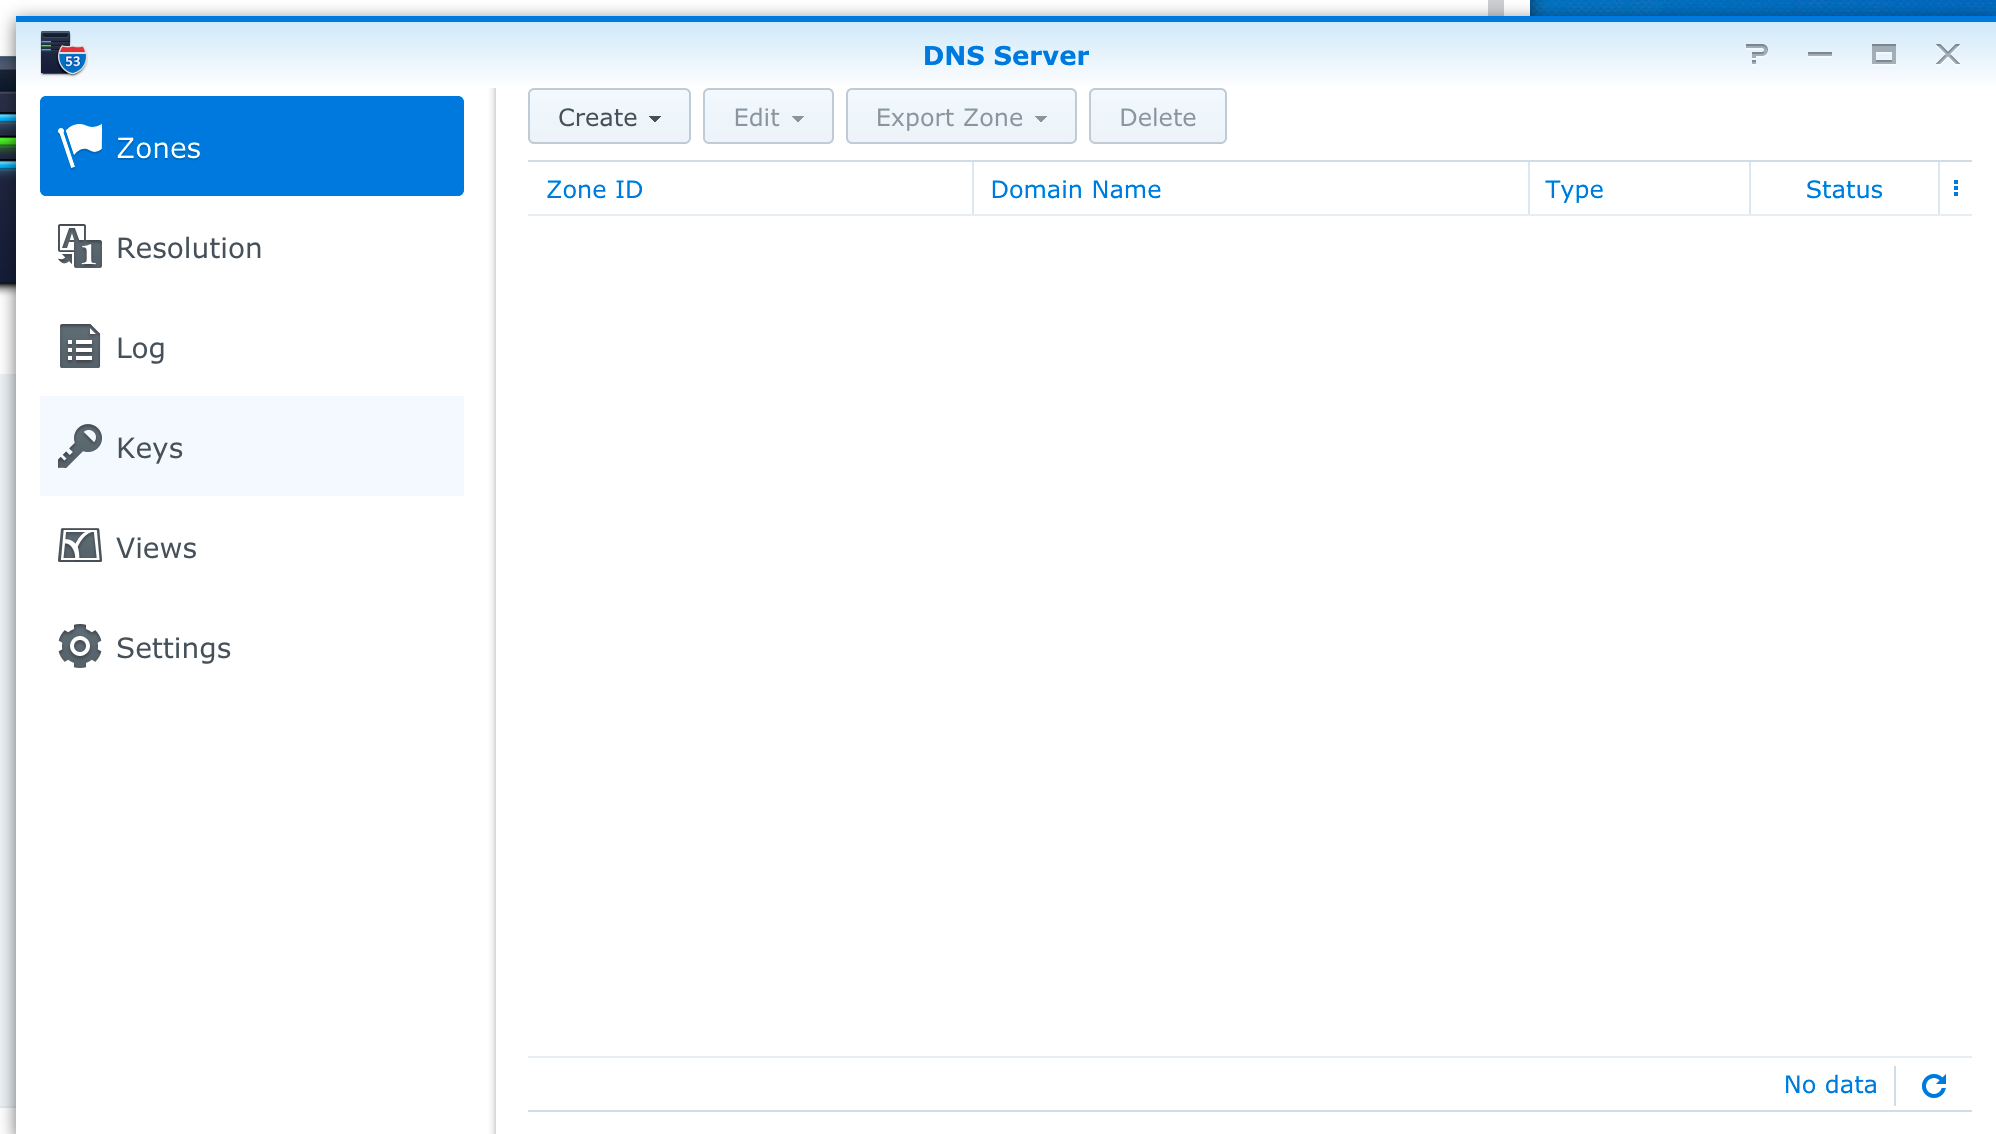 53
DNS Server
Zones
Resolution
Log
Keys
Views
Settings
Create
Edit
Export Zone
Delete
Zone ID
Domain Name
Type
Status
No data